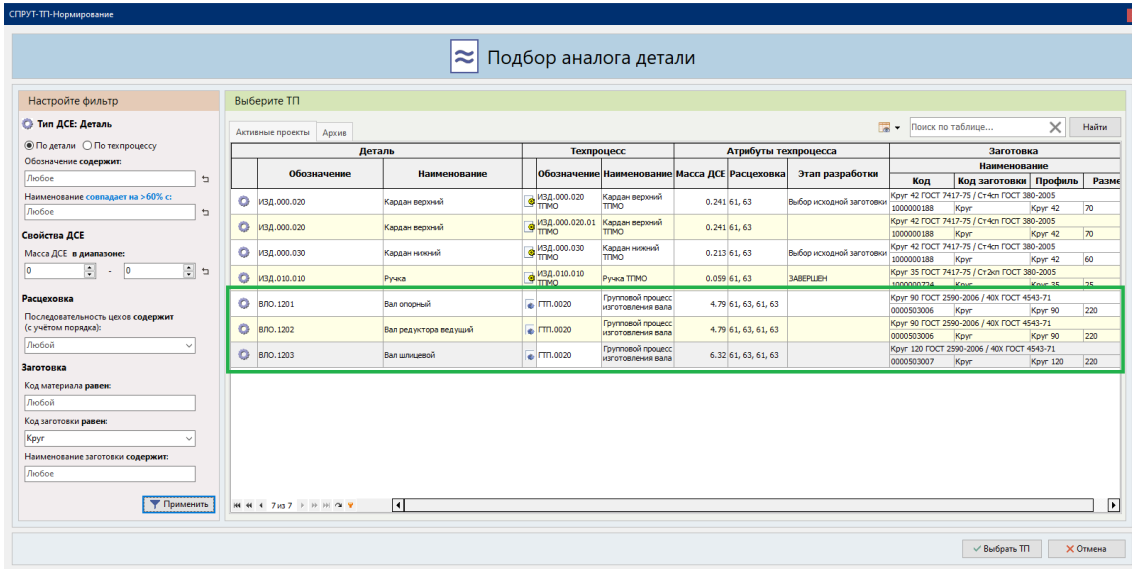 СПРУТ-ТП-Нормирование
Подбор аналога детали
Настройте фильтр
Тип ДСЕ: Деталь
По детали По техпроцессу
Обозначение содержит:
Любое
Наименование совпадает на >60% с:
Любое
Свойства ДСЕ
Масса ДСЕ в диапазоне:
0 - 0
Расцеховка
Последовательность цехов содержит
(с учётом порядка):
Любой
Заготовка
Код материала равен:
Любой
Код заготовки равен:
Круг
Наименование заготовки содержит:
Любое
Применить
Выберите ТП
Активные проекты Архив
Поиск по таблице... Найти
Деталь Техпроцесс Атрибуты техпроцесса Заготовка
Обозначение Наименование Обозначение Наименование Масса ДСЕ Расцеховка Этап разработки Наименование
Код Код заготовки Профиль Разме
ИЗД.000.020 Кардан верхний ИЗД.000.020 ТПМО Кардан верхний ТПМО 0.241 61, 63 Выбор исходной заготовки Круг 42 ГОСТ 7417-75 / Ст4сп ГОСТ 380-2005
1000000188 Круг Круг 42 70
ИЗД.000.020 Кардан верхний ИЗД.000.020.01 ТПМО Кардан верхний ТПМО 0.241 61, 63 Круг 42 ГОСТ 7417-75 / Ст4сп ГОСТ 380-2005
1000000188 Круг Круг 42 70
ИЗД.000.030 Кардан нижний ИЗД.000.030 ТПМО Кардан нижний ТПМО 0.213 61, 63 Выбор исходной заготовки Круг 42 ГОСТ 7417-75 / Ст4сп ГОСТ 380-2005
1000000188 Круг Круг 42 60
ИЗД.010.010 Ручка ИЗД.010.010 ТПМО Ручка ТПМО 0.059 61, 63 ЗАВЕРШЕН Круг 35 ГОСТ 7417-75 / Ст2кп ГОСТ 380-2005
1000000724 Круг Круг 35 25
ВЛО.1201 Вал опорный ГТП.0020 Групповой процесс изготовления вала 4.79 61, 63, 61, 63 Круг 90 ГОСТ 2590-2006 / 40Х ГОСТ 4543-71
0000503006 Круг Круг 90 220
ВЛО.1202 Вал редуктора ведущий ГТП.0020 Групповой процесс изготовления вала 4.79 61, 63, 61, 63 Круг 90 ГОСТ 2590-2006 / 40Х ГОСТ 4543-71
0000503006 Круг Круг 90 220
ВЛО.1203 Вал шлицевой ГТП.0020 Групповой процесс изготовления вала 6.32 61, 63, 61, 63 Круг 120 ГОСТ 2590-2006 / 40Х ГОСТ 4543-71
0000503007 Круг Круг 120 220
7 из 7
Выбрать ТП Отмена